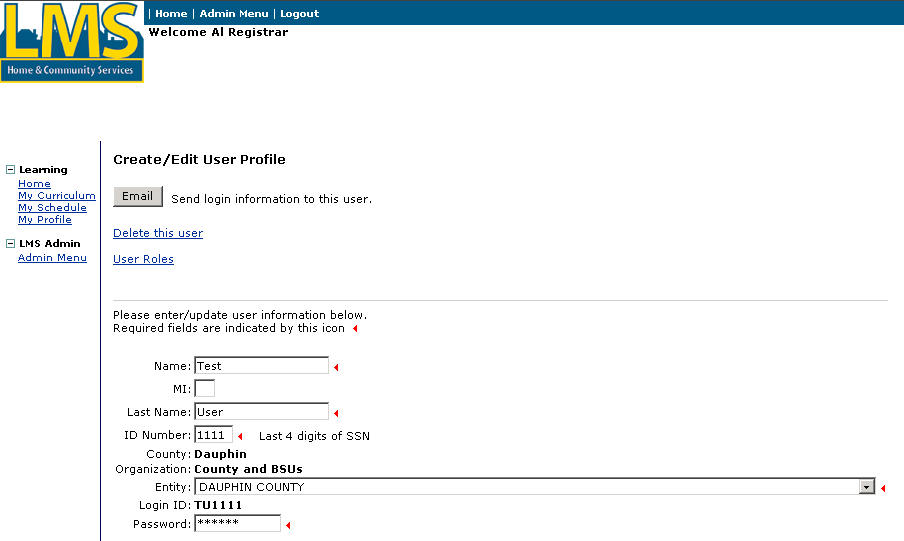 LMS
Home & Community Services
| Home | Admin Menu | Logout
Welcome Al Registrar
Learning
Home
My Curriculum
My Schedule
My Profile
LMS Admin
Admin Menu
Create/Edit User Profile
Email Send login information to this user.
Delete this user
User Roles
Please enter/update user information below.
Required fields are indicated by this icon
Name: Test
MI:
Last Name: User
ID Number: 1111 Last 4 digits of SSN
County: Dauphin
Organization: County and BSUs
Entity: DAUPHIN COUNTY
Login ID: TU1111
Password: ******